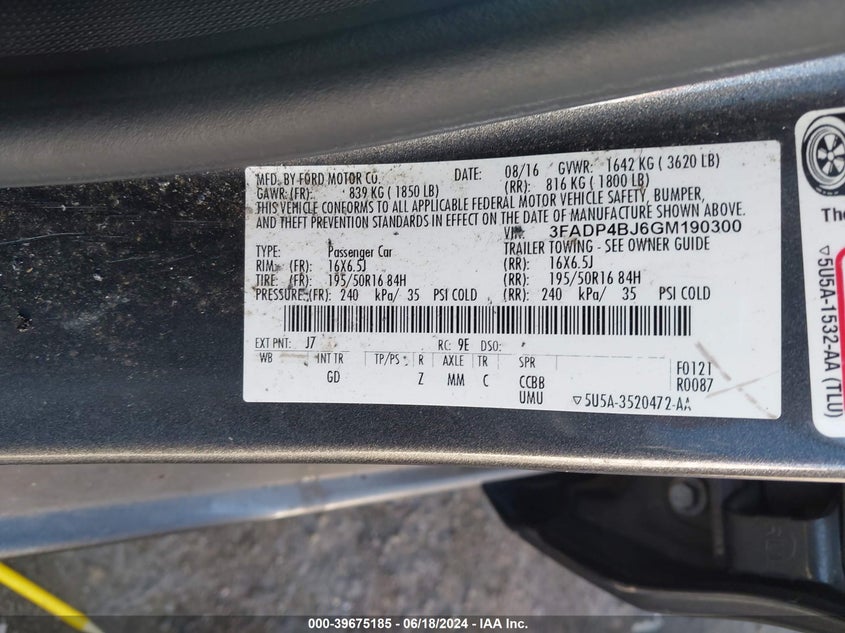 MFD. BY FORD MOTOR CO. DATE: 08/16 GVWR: 1642 KG ( 3620 LB)
GAWR: (FR): 839 KG ( 1850 LB) (RR): 816 KG ( 1800 LB)
THIS VEHICLE CONFORMS TO ALL APPLICABLE FEDERAL MOTOR VEHICLE SAFETY, BUMPER,
AND THEFT PREVENTION STANDARDS IN EFFECT ON THE DATE OF MANUFACTURE SHOWN ABOVE.
VIN: 3FADP4BJ6GM190300
TYPE: Passenger Car TRAILER TOWING - SEE OWNER GUIDE
RIM: (FR): 16X6.5J (RR): 16X6.5J
TIRE: (FR): 195/50R16 84H (RR): 195/50R16 84H
PRESSURE:(FR): 240 kPa/ 35 PSI COLD (RR): 240 kPa/ 35 PSI COLD
EXT PNT: J7 RC: 9E DSO:
WB INT TR TP/PS R AXLE TR SPR F0121
GD Z MM C CCBB R0087
UMU ▽5U5A-3520472-AA
The
▽5U5A-1532-AA (TLU)
000-39675185 - 06/18/2024 - IAA Inc.